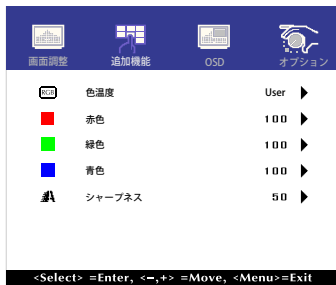 画面調整 追加機能 OSD オプション
RGB 色温度 User
赤色 100
緑色 100
青色 100
シャープネス 50
<Select> =Enter, <−,+> =Move, <Menu>=Exit